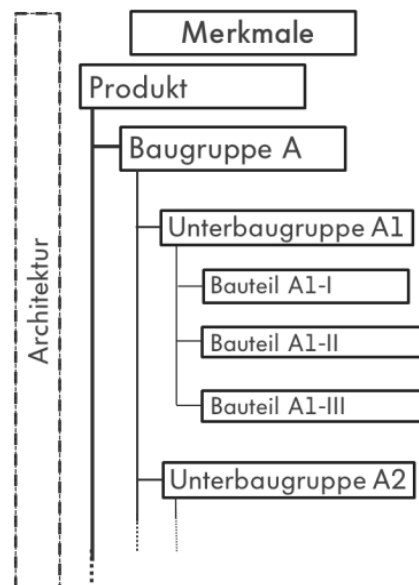 Merkmale
Produkt
Baugruppe A
Unterbaugruppe A1
Bauteil A1-I
Bauteil A1-II
Bauteil A1-III
Unterbaugruppe A2
Architektur